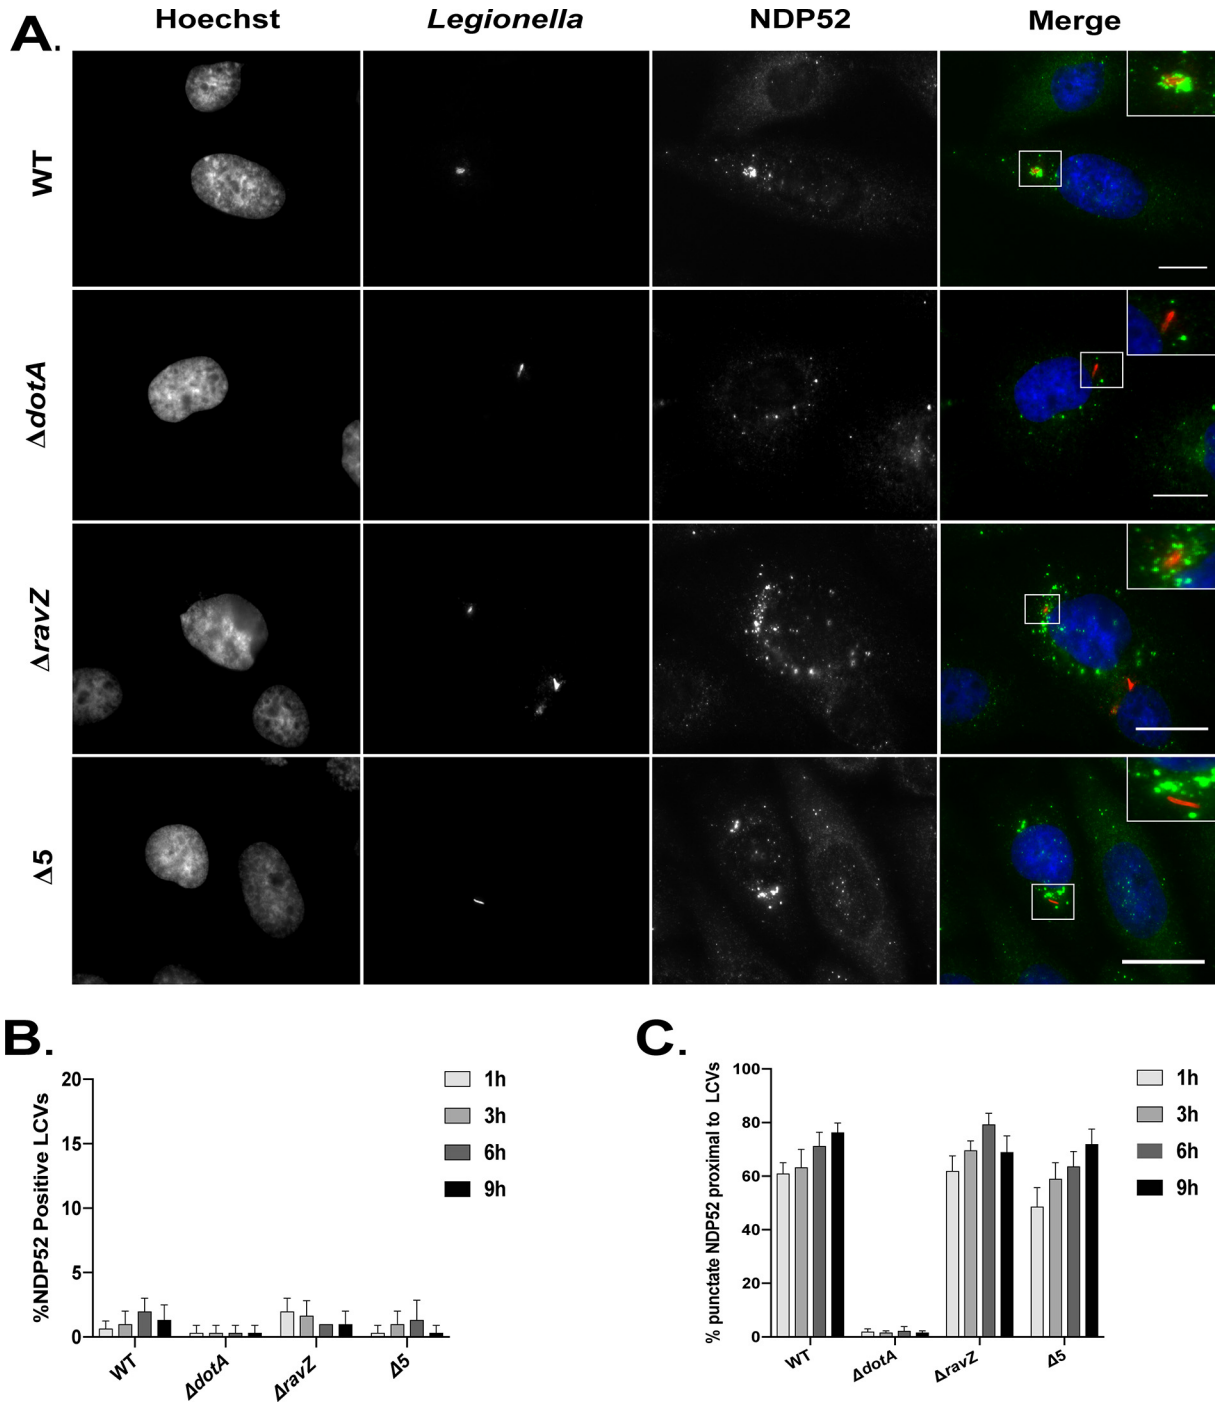 A.
Hoechst
Legionella
NDP52
Merge
WT
ΔdotA
ΔravZ
Δ5
B.
%NDP52 Positive LCVs
20
15
10
5
0
WT
ΔdotA
ΔravZ
Δ5
1h
3h
6h
9h
C.
% punctate NDP52 proximal to LCVs
100
80
60
40
20
0
WT
ΔdotA
ΔravZ
Δ5
1h
3h
6h
9h